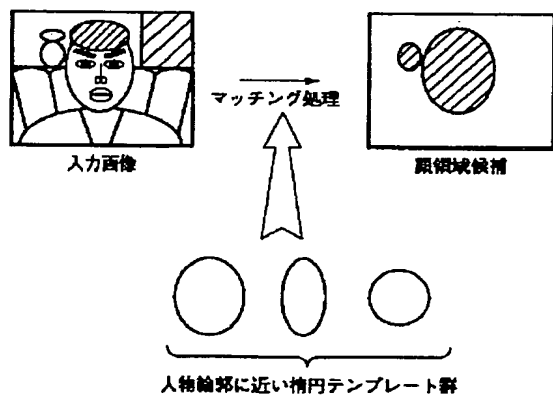 マッチング処理
入力画像
顔領域候補
人物輪郭に近い楕円テンプレート群